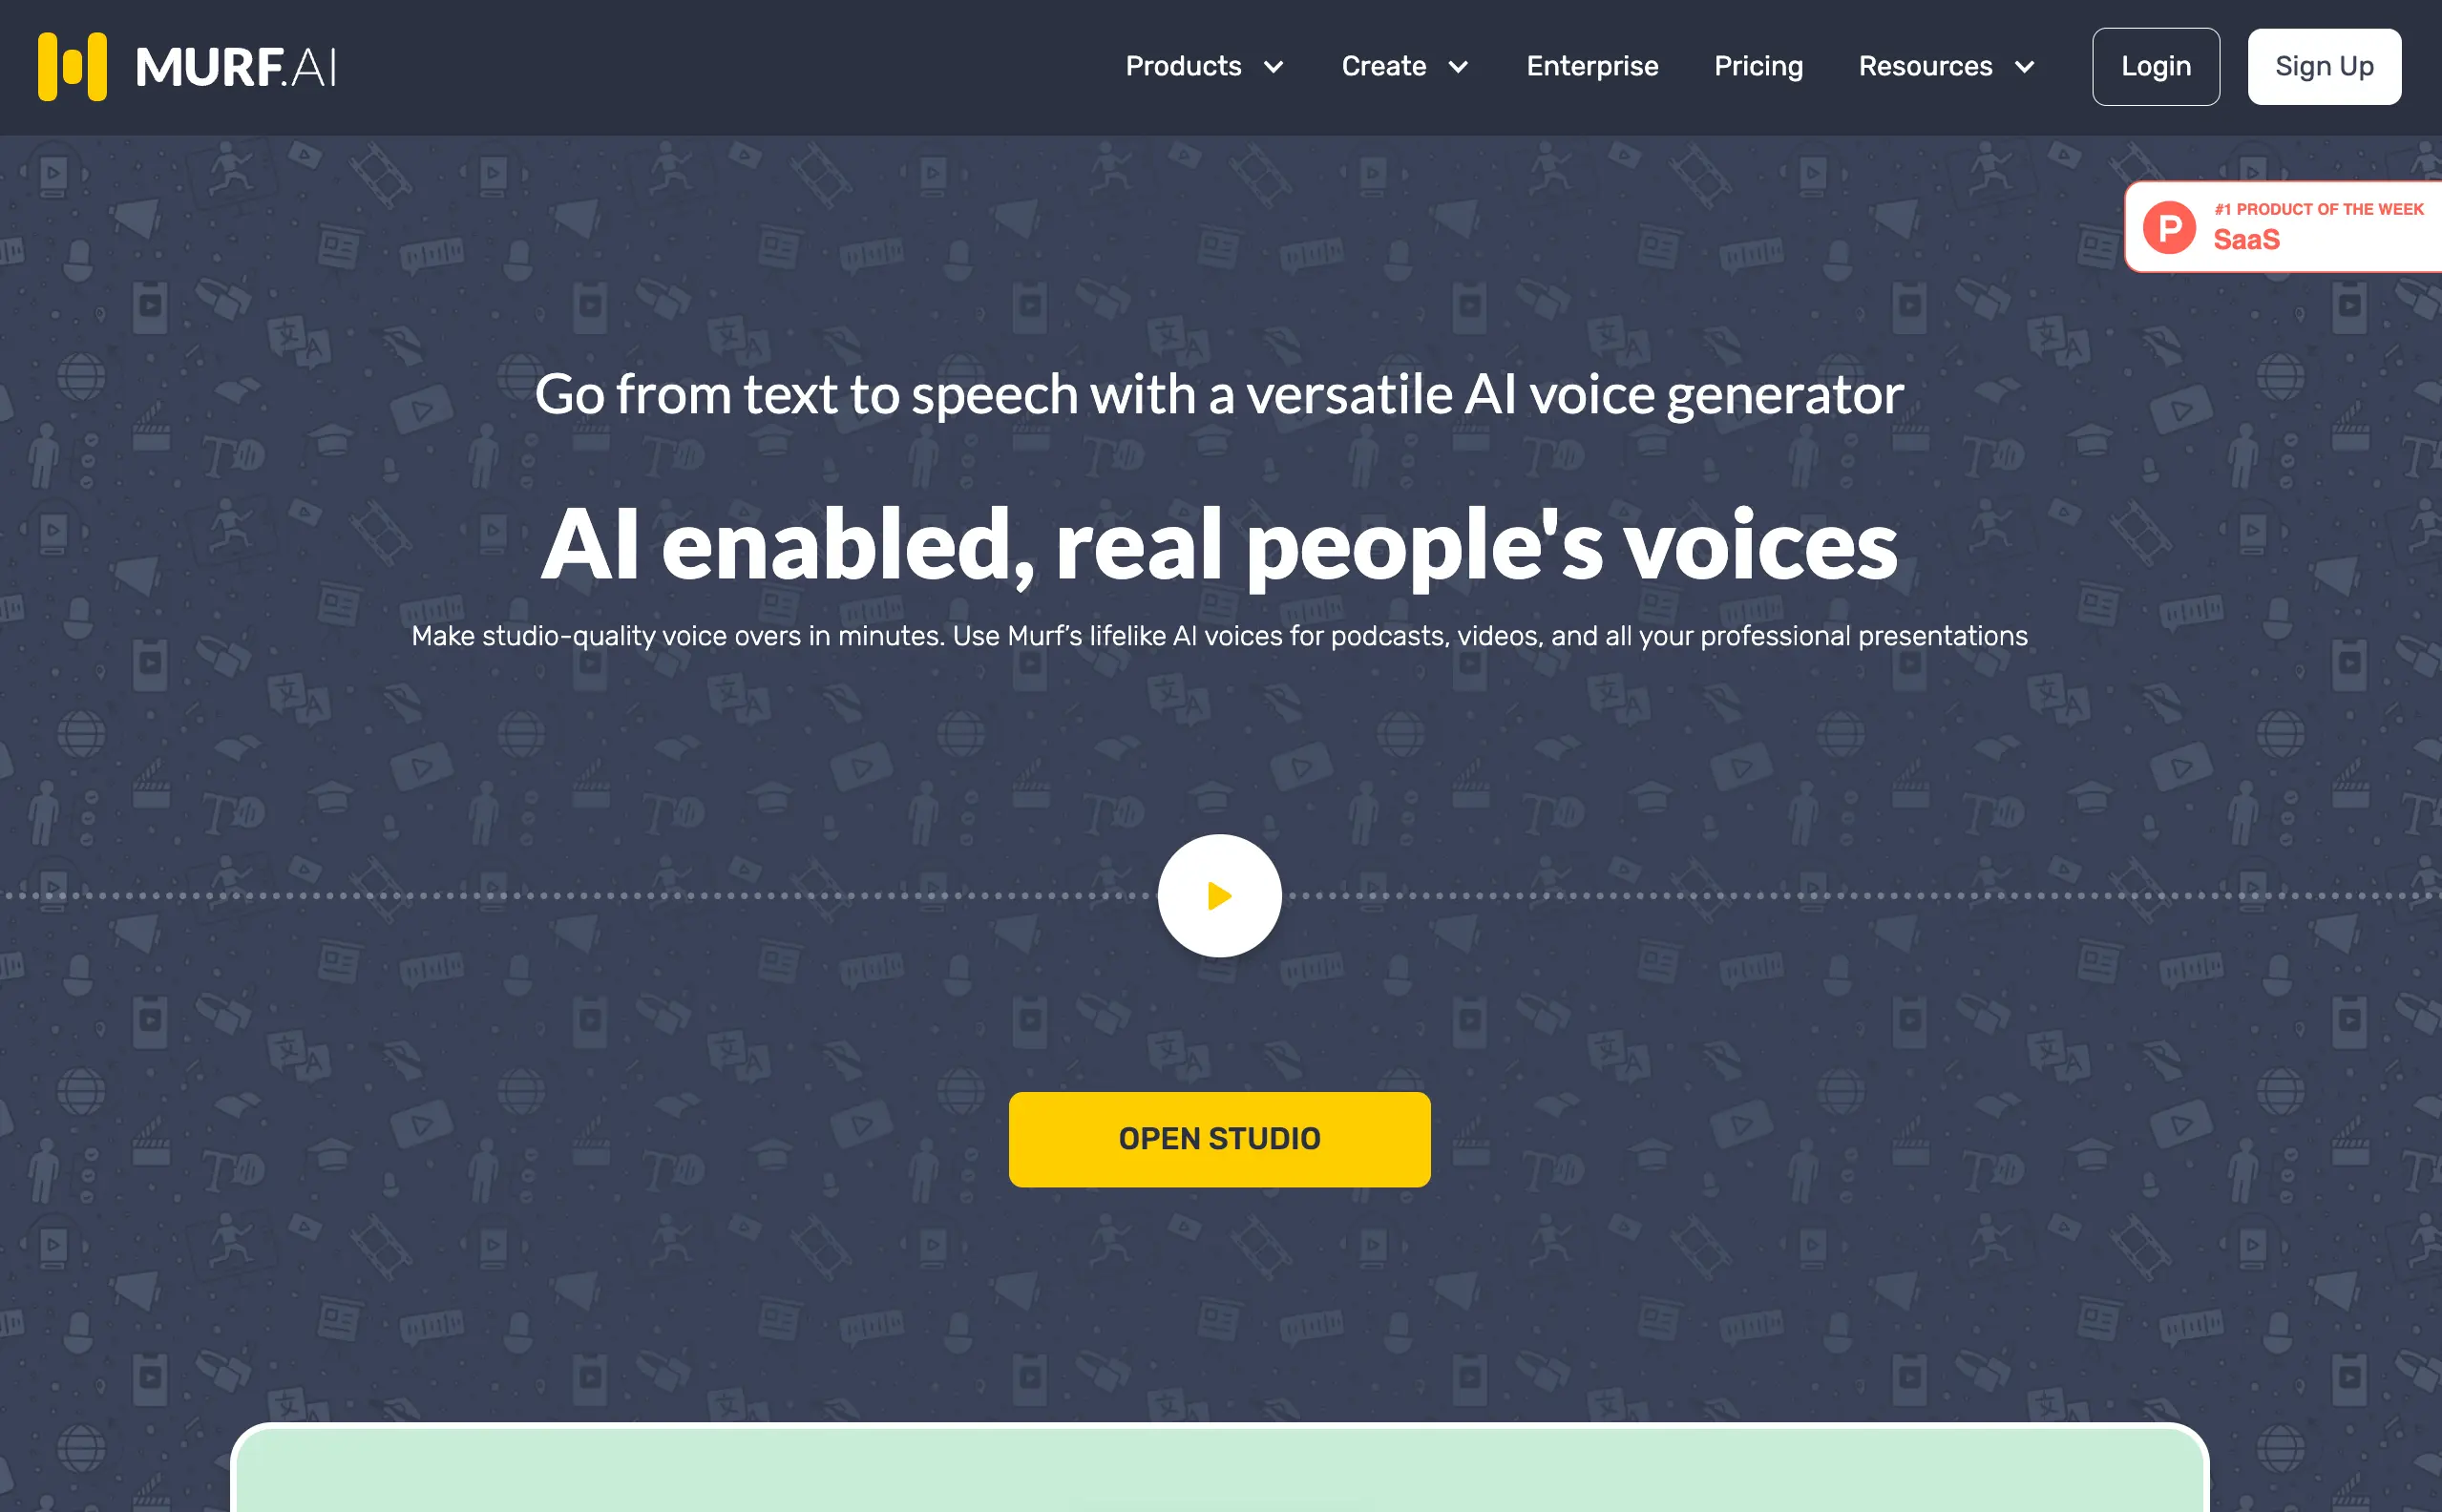 MURF.AI
Products
Create
Enterprise
Pricing
Resources
Login
Sign Up
#1 PRODUCT OF THE WEEK
SaaS
Go from text to speech with a versatile AI voice generator
AI enabled, real people's voices
Make studio-quality voice overs in minutes. Use Murf’s lifelike AI voices for podcasts, videos, and all your professional presentations
OPEN STUDIO